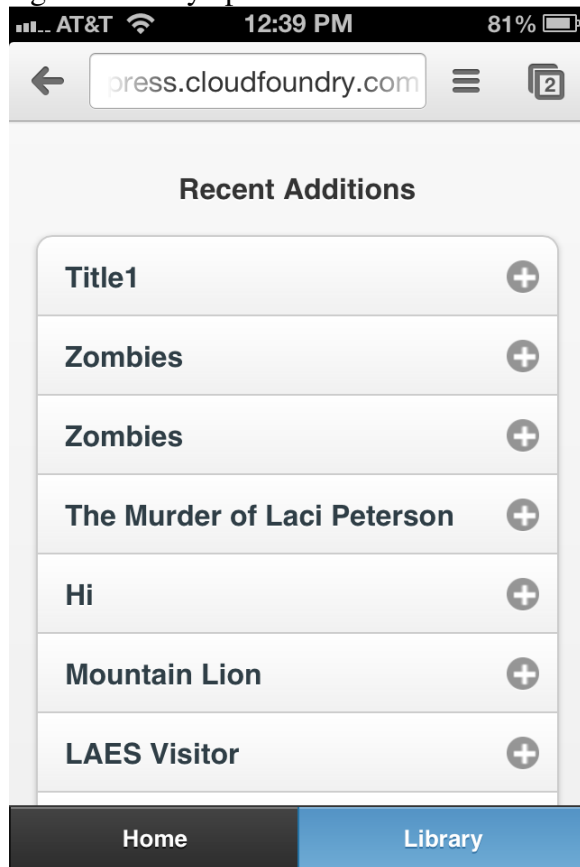 AT&T 12:39 PM 81%
press.cloudfoundry.com 2
Recent Additions
Title1
Zombies
Zombies
The Murder of Laci Peterson
Hi
Mountain Lion
LAES Visitor
Home Library